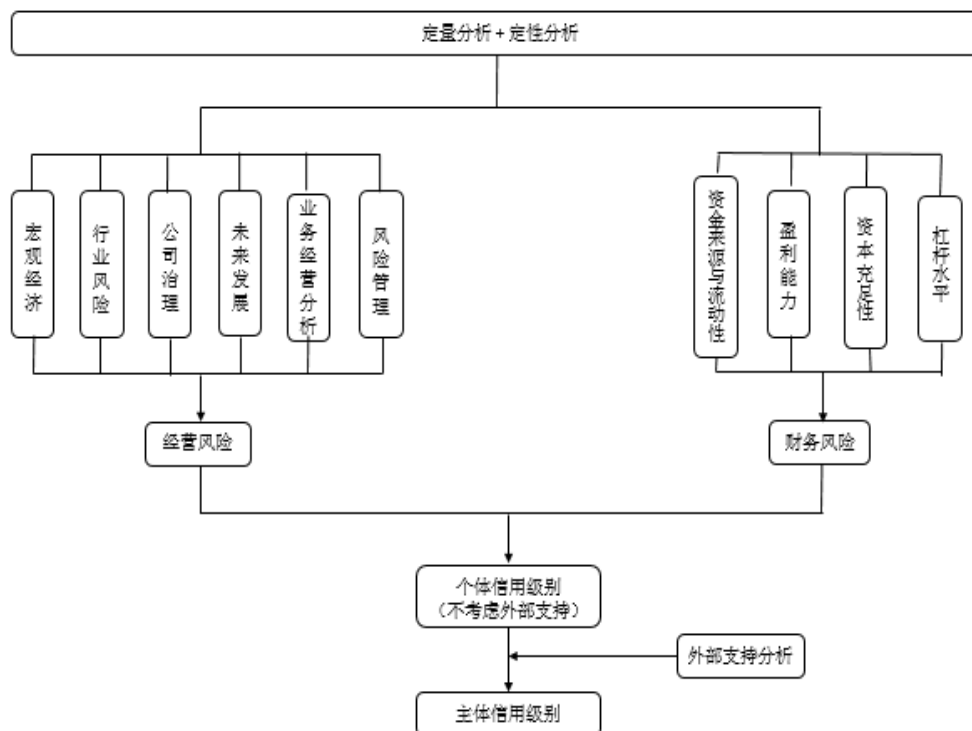 定量分析+定性分析
宏观经济
行业风险
公司治理
未来发展
业务经营分析
风险管理
资金来源与流动性
盈利能力
资本充足性
杠杆水平
经营风险
财务风险
个体信用级别
（不考虑外部支持）
外部支持分析
主体信用级别